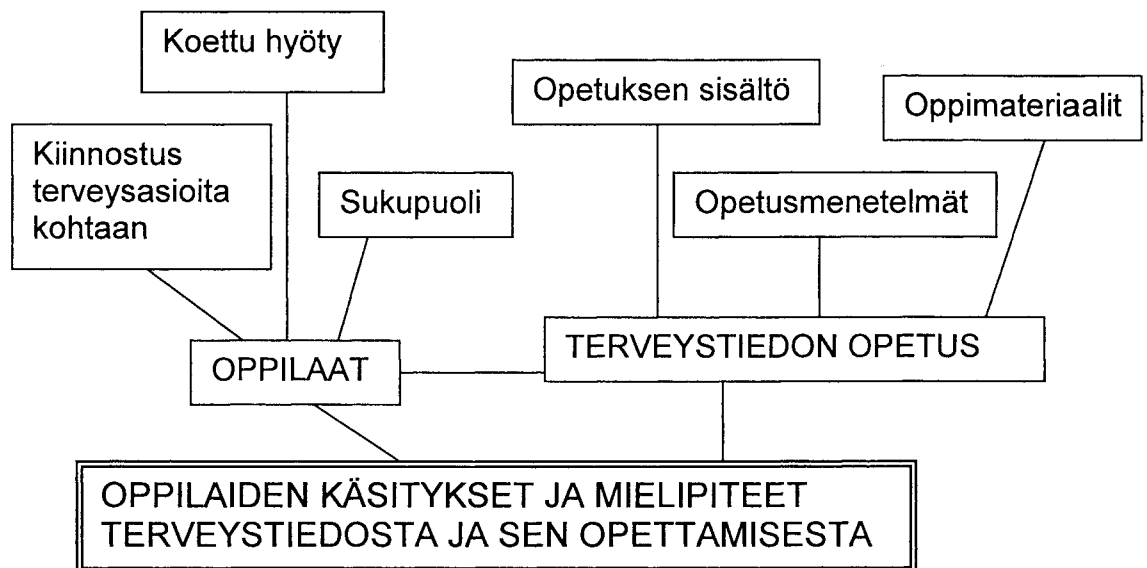 Koettu hyöty
Opetuksen sisältö
Oppimateriaalit
Kiinnostus
terveysasioita
kohtaan
Sukupuoli
Opetusmenetelmät
OPPILAAT
TERVEYSTIEDON OPETUS
OPPILAIDEN KÄSITYKSET JA MIELIPITEET
TERVEYSTIEDOSTA JA SEN OPETTAMISESTA